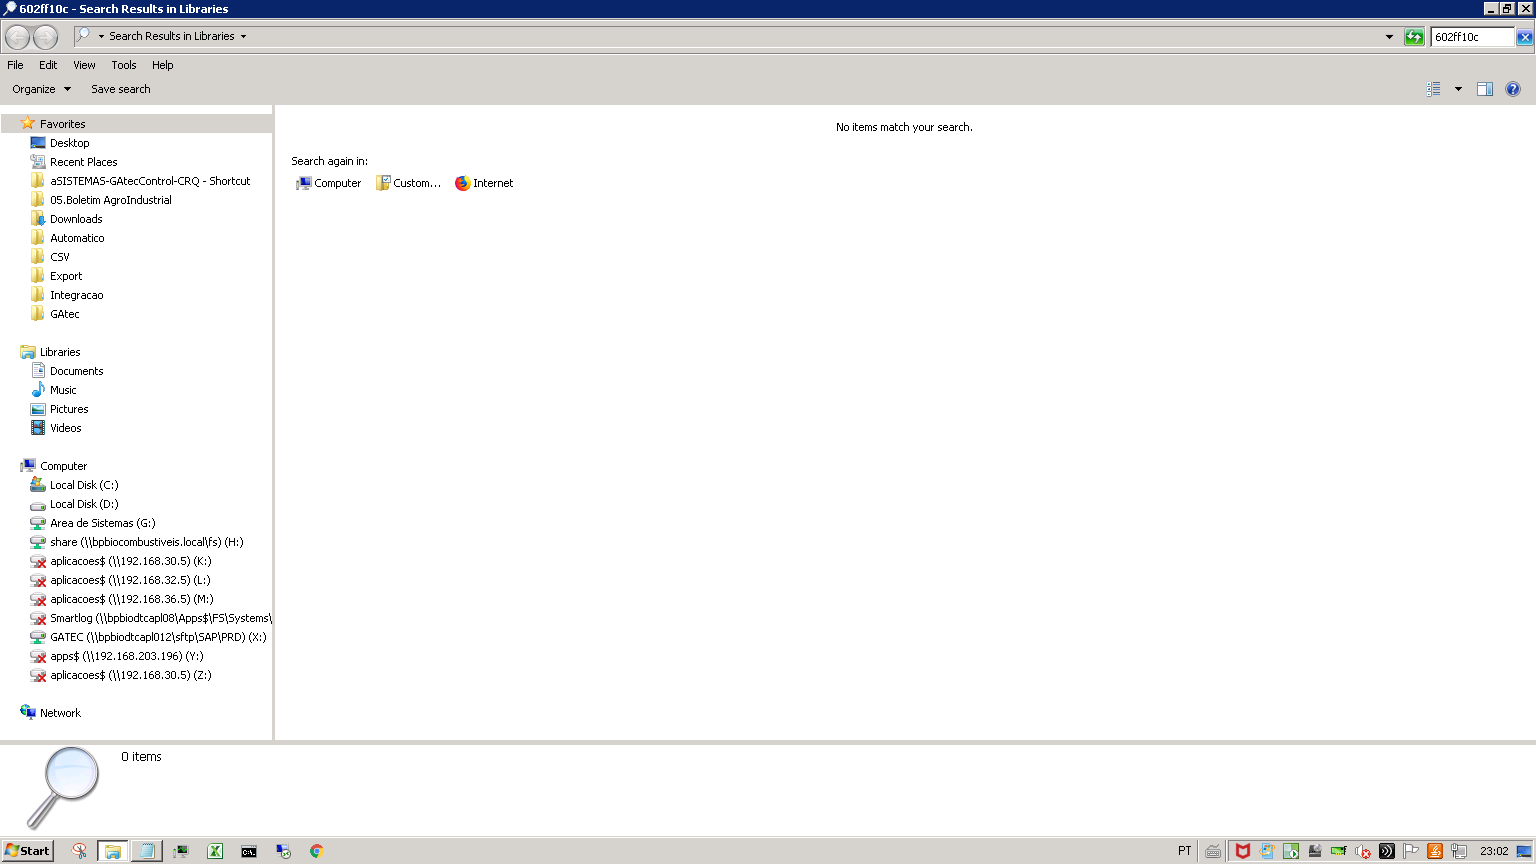 602ff10c - Search Results in Libraries
Search Results in Libraries
602ff10c
File Edit View Tools Help
Organize Save search
Favorites
Desktop
Recent Places
aSISTEMAS-GAtecControl-CRQ - Shortcut
05.Boletim AgroIndustrial
Downloads
Automatico
CSV
Export
Integracao
GAtec
Libraries
Documents
Music
Pictures
Videos
Computer
Local Disk (C:)
Local Disk (D:)
Area de Sistemas (G:)
share (\\bpbiocombustiveis.local\fs) (H:)
aplicacoes$ (\\192.168.30.5) (K:)
aplicacoes$ (\\192.168.32.5) (L:)
aplicacoes$ (\\192.168.36.5) (M:)
Smartlog (\\bpbiodtcapl08\Apps$\FS\Systems\
GATEC (\\bpbiodtcapl012\sftp\SAP\PRD) (X:)
apps$ (\\192.168.203.196) (Y:)
aplicacoes$ (\\192.168.30.5) (Z:)
Network
No items match your search.
Search again in:
Computer Custom... Internet
0 items
Start
PT
23:02